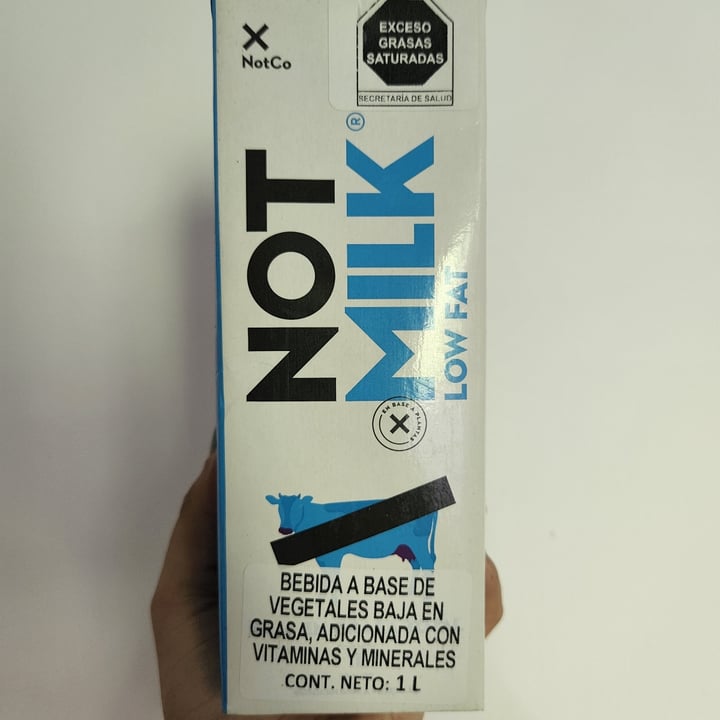 NotCo
EXCESO
GRASAS
SATURADAS
SECRETARÍA DE SALUD
NOT
MILK®
LOW FAT
EN BASE A PLANTAS
BEBIDA A BASE DE
VEGETALES BAJA EN
GRASA, ADICIONADA CON
VITAMINAS Y MINERALES
CONT. NETO: 1 L